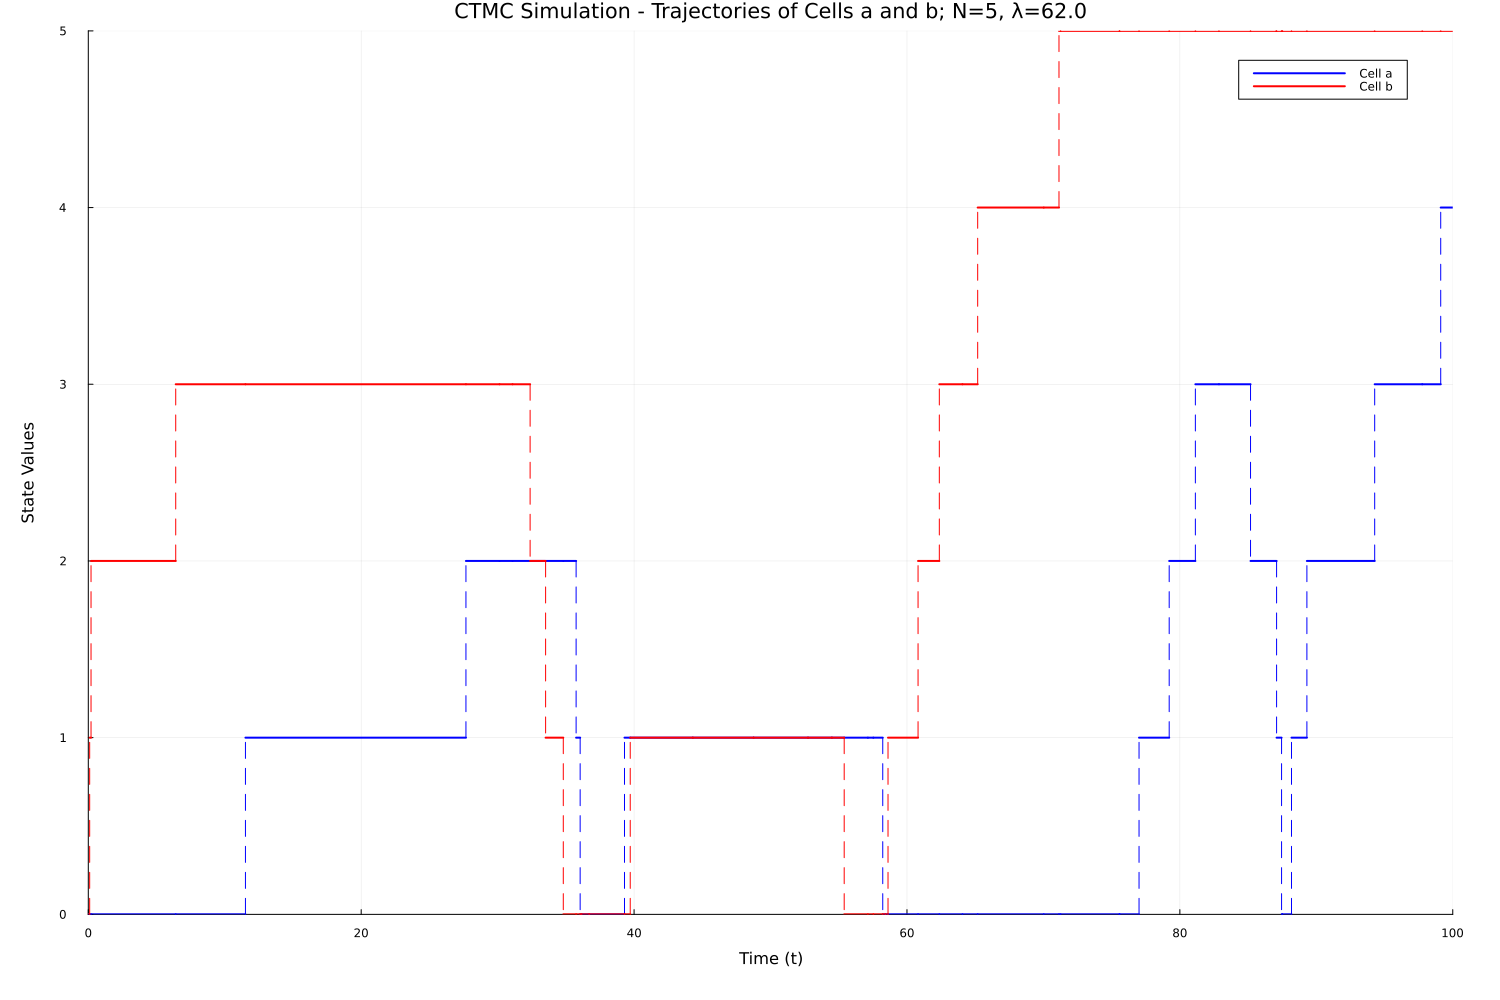 CTMC Simulation - Trajectories of Cells a and b; N=5, λ=62.0
5
Cell a
Cell b
4
3
State Values
2
1
0
0 20 40 60 80 100
Time (t)